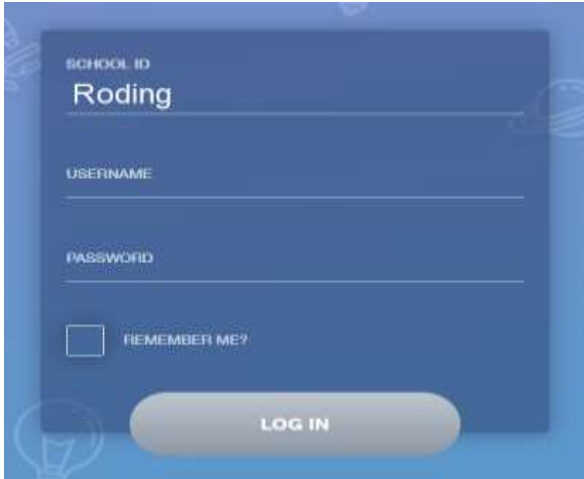 SCHOOL ID
Roding
USERNAME
PASSWORD
REMEMBER ME?
LOG IN